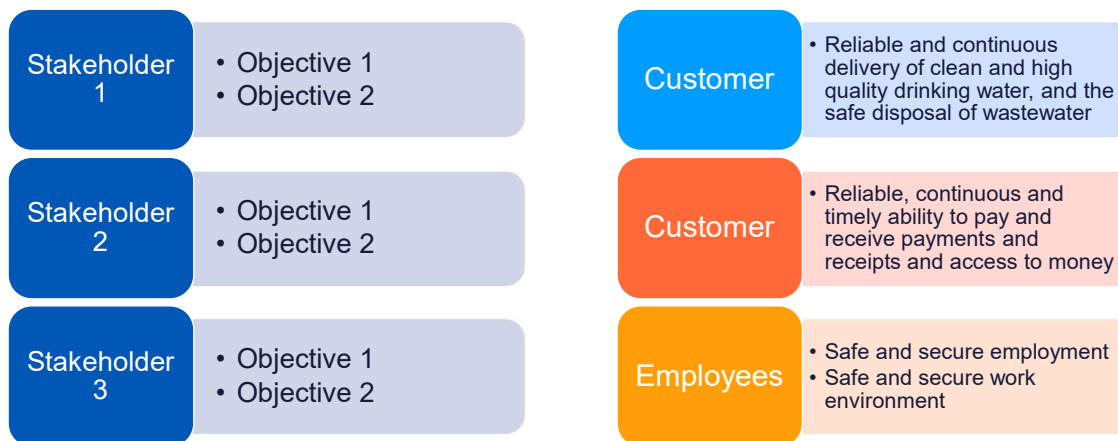 Stakeholder
1
• Objective 1
• Objective 2
Stakeholder
2
• Objective 1
• Objective 2
Stakeholder
3
• Objective 1
• Objective 2
Customer
• Reliable and continuous
delivery of clean and high
quality drinking water, and the
safe disposal of wastewater
Customer
• Reliable, continuous and
timely ability to pay and
receive payments and
receipts and access to money
Employees
• Safe and secure employment
• Safe and secure work
environment